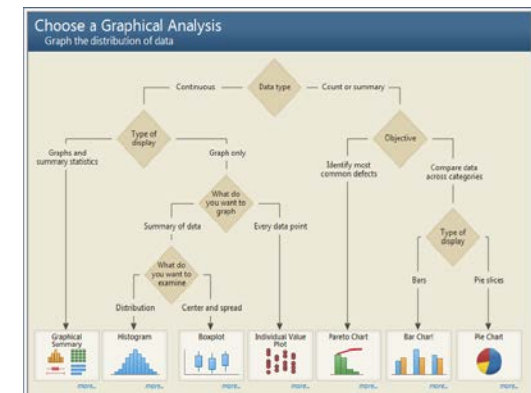 Choose a Graphical Analysis
Graph the distribution of data
Continuous
Data type
Count or summary
Type of
display
Objective
Graphs and
summary statistics
Graph only
Identify most
common defects
Compare data
across categories
What do
you want to
graph
Summary of data
Every data point
Type of
display
What do
you want to
examine
Distribution
Center and spread
Bars
Pie slices
Graphical
Summary
Histogram
Boxplot
Individual Value
Plot
Pareto Chart
Bar Chart
Pie Chart
more...
more...
more...
more...
more...
more...
more...